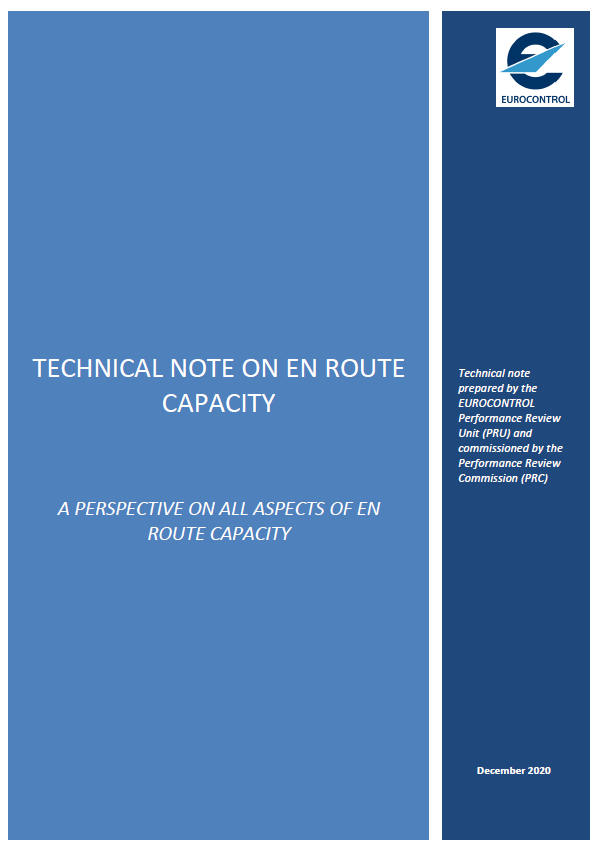 EUROCONTROL
TECHNICAL NOTE ON EN ROUTE
CAPACITY
A PERSPECTIVE ON ALL ASPECTS OF EN
ROUTE CAPACITY
Technical note
prepared by the
EUROCONTROL
Performance Review
Unit (PRU) and
commissioned by the
Performance Review
Commission (PRC)
December 2020